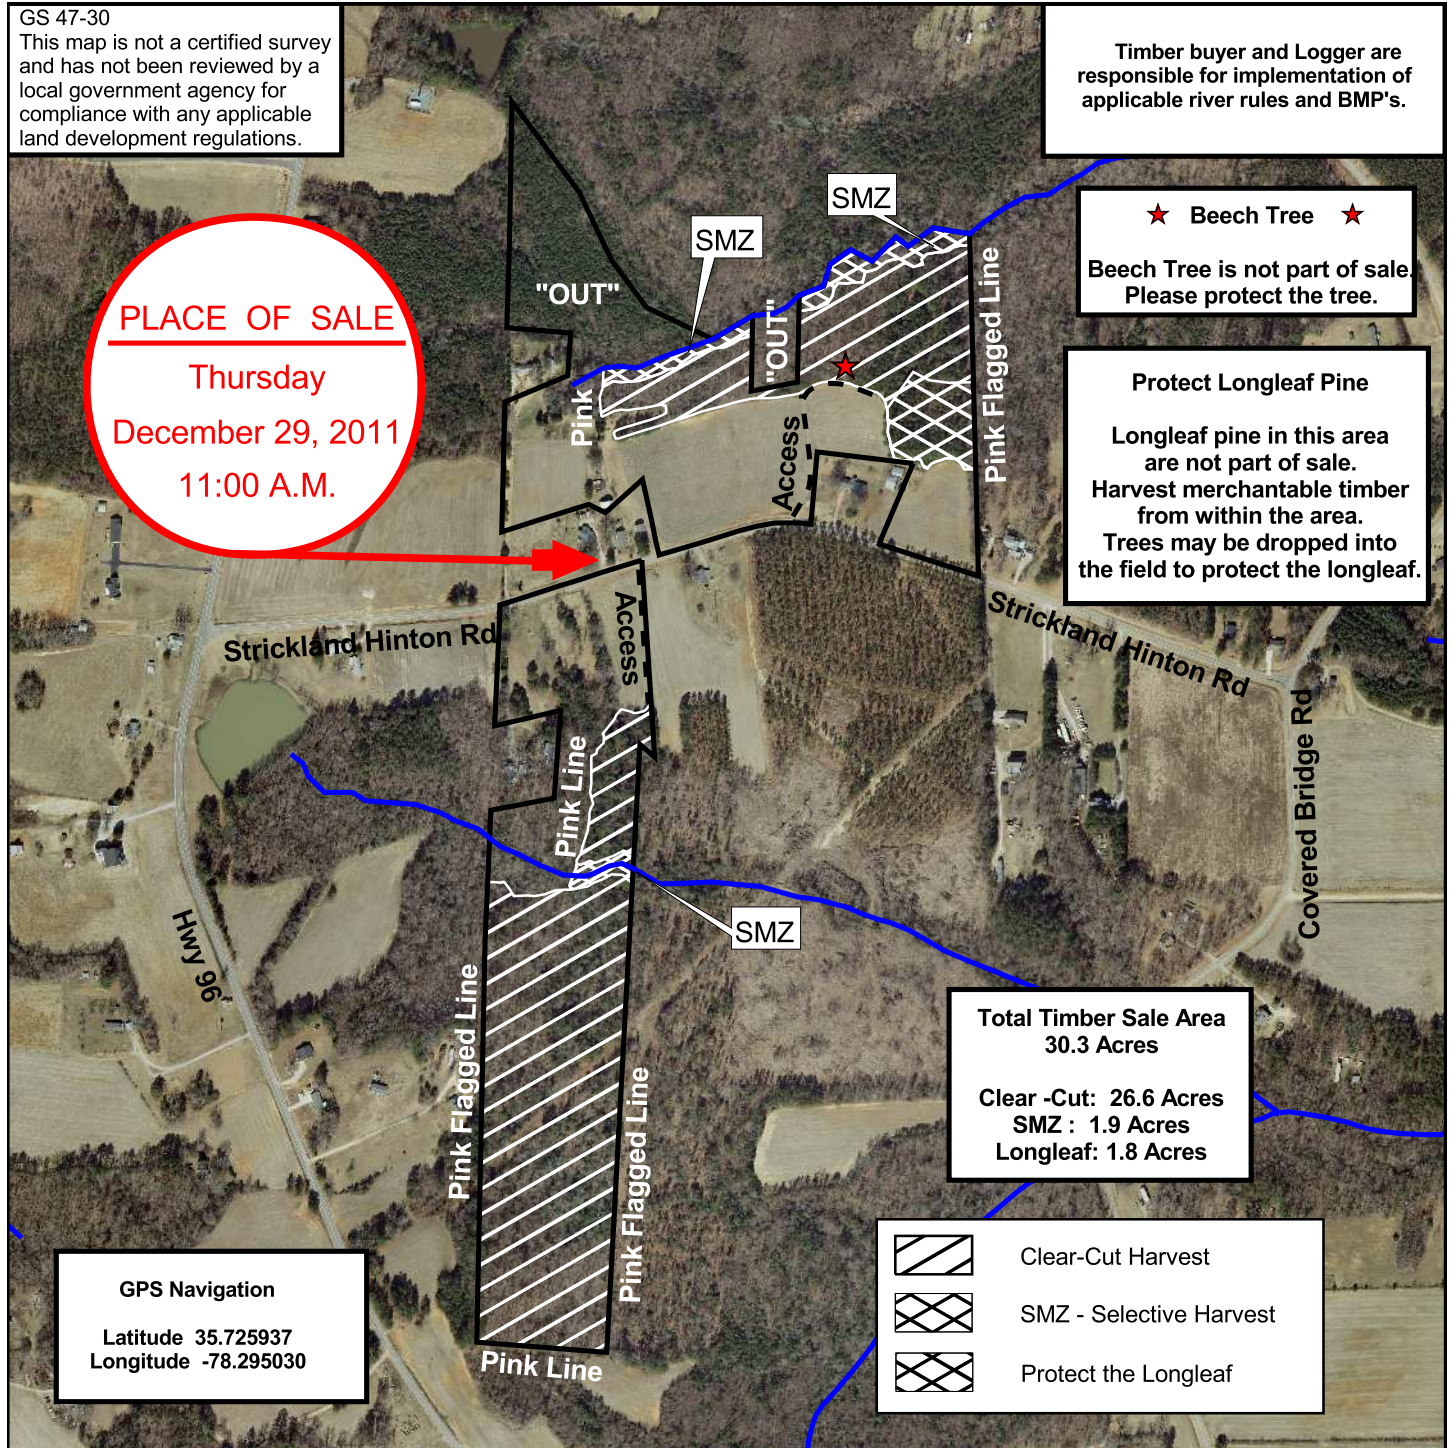 GS 47-30
This map is not a certified survey
and has not been reviewed by a
local government agency for
compliance with any applicable
land development regulations.
Timber buyer and Logger are
responsible for implementation of
applicable river rules and BMP's.
SMZ
SMZ
Beech Tree
Beech Tree is not part of sale.
Please protect the tree.
"OUT"
"OUT"
Pink Flagged Line
Pink
Access
PLACE OF SALE
Thursday
December 29, 2011
11:00 A.M.
Protect Longleaf Pine
Longleaf pine in this area
are not part of sale.
Harvest merchantable timber
from within the area.
Trees may be dropped into
the field to protect the longleaf.
Strickland Hinton Rd
Access
Strickland Hinton Rd
Pink Line
Covered Bridge Rd
Hwy 96
SMZ
Pink Flagged Line
Pink Flagged Line
Total Timber Sale Area
30.3 Acres
Clear -Cut: 26.6 Acres
SMZ : 1.9 Acres
Longleaf: 1.8 Acres
GPS Navigation
Latitude 35.725937
Longitude -78.295030
Pink Line
Clear-Cut Harvest
SMZ - Selective Harvest
Protect the Longleaf